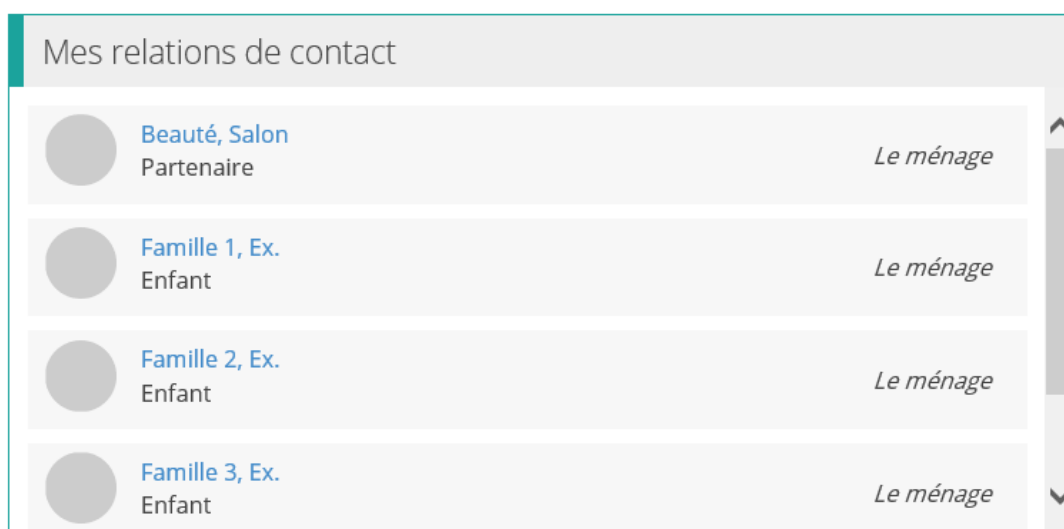 Mes relations de contact
Beauté, Salon
Partenaire
Le ménage
Famille 1, Ex.
Enfant
Le ménage
Famille 2, Ex.
Enfant
Le ménage
Famille 3, Ex.
Enfant
Le ménage